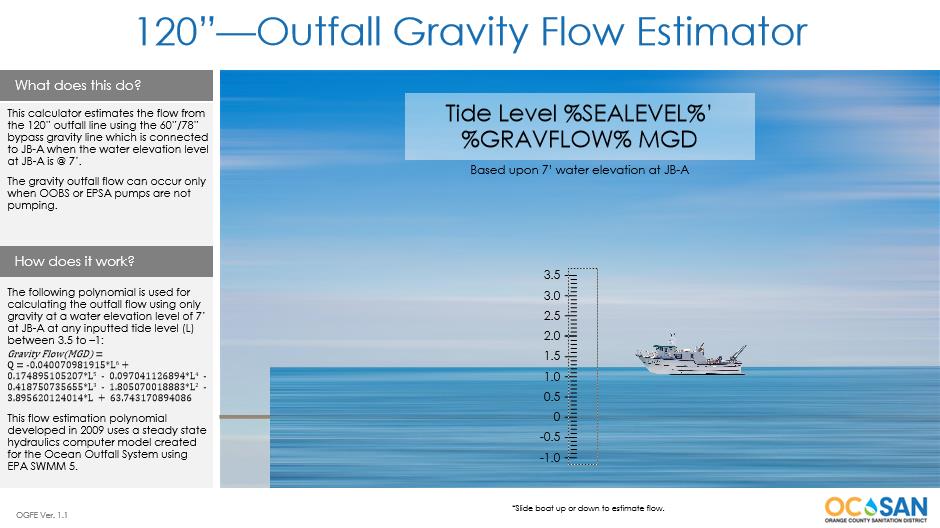 120”—Outfall Gravity Flow Estimator
What does this do?
This calculator estimates the flow from
the 120” outfall line using the 60”/78”
bypass gravity line which is connected
to JB-A when the water elevation level
at JB-A is @ 7’.
The gravity outfall flow can occur only
when OOBS or EPSA pumps are not
pumping.
How does it work?
The following polynomial is used for
calculating the outfall flow using only
gravity at a water elevation level of 7’
at JB-A at any inputted tide level (L)
between 3.5 to –1:
Gravity Flow(MGD) =
Q = -0.040070981915*L⁶ +
0.174895105207*L⁵ - 0.097041126894*L⁴ -
0.418750735655*L³ - 1.805070018883*L² -
3.895620124014*L + 63.743170894086
This flow estimation polynomial
developed in 2009 uses a steady state
hydraulics computer model created
for the Ocean Outfall System using
EPA SWMM 5.
OGFE Ver. 1.1
Tide Level %SEALEVEL%’
%GRAVFLOW% MGD
Based upon 7’ water elevation at JB-A
3.5
3.0
2.5
2.0
1.5
1.0
0.5
0
-0.5
-1.0
*Slide boat up or down to estimate flow.
OC SAN
ORANGE COUNTY SANITATION DISTRICT